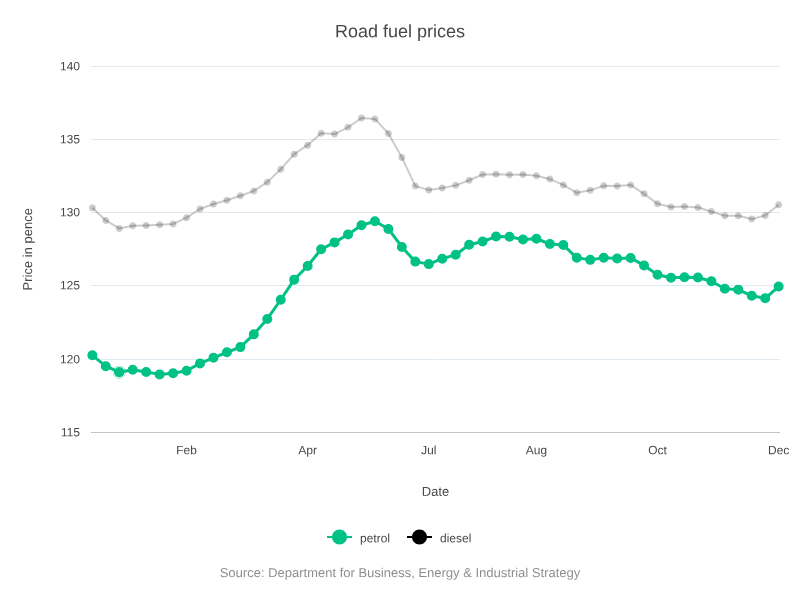 Road fuel prices
140
135
130
125
120
115
Price in pence
Feb Apr Jul Aug Oct Dec
Date
petrol diesel
Source: Department for Business, Energy & Industrial Strategy